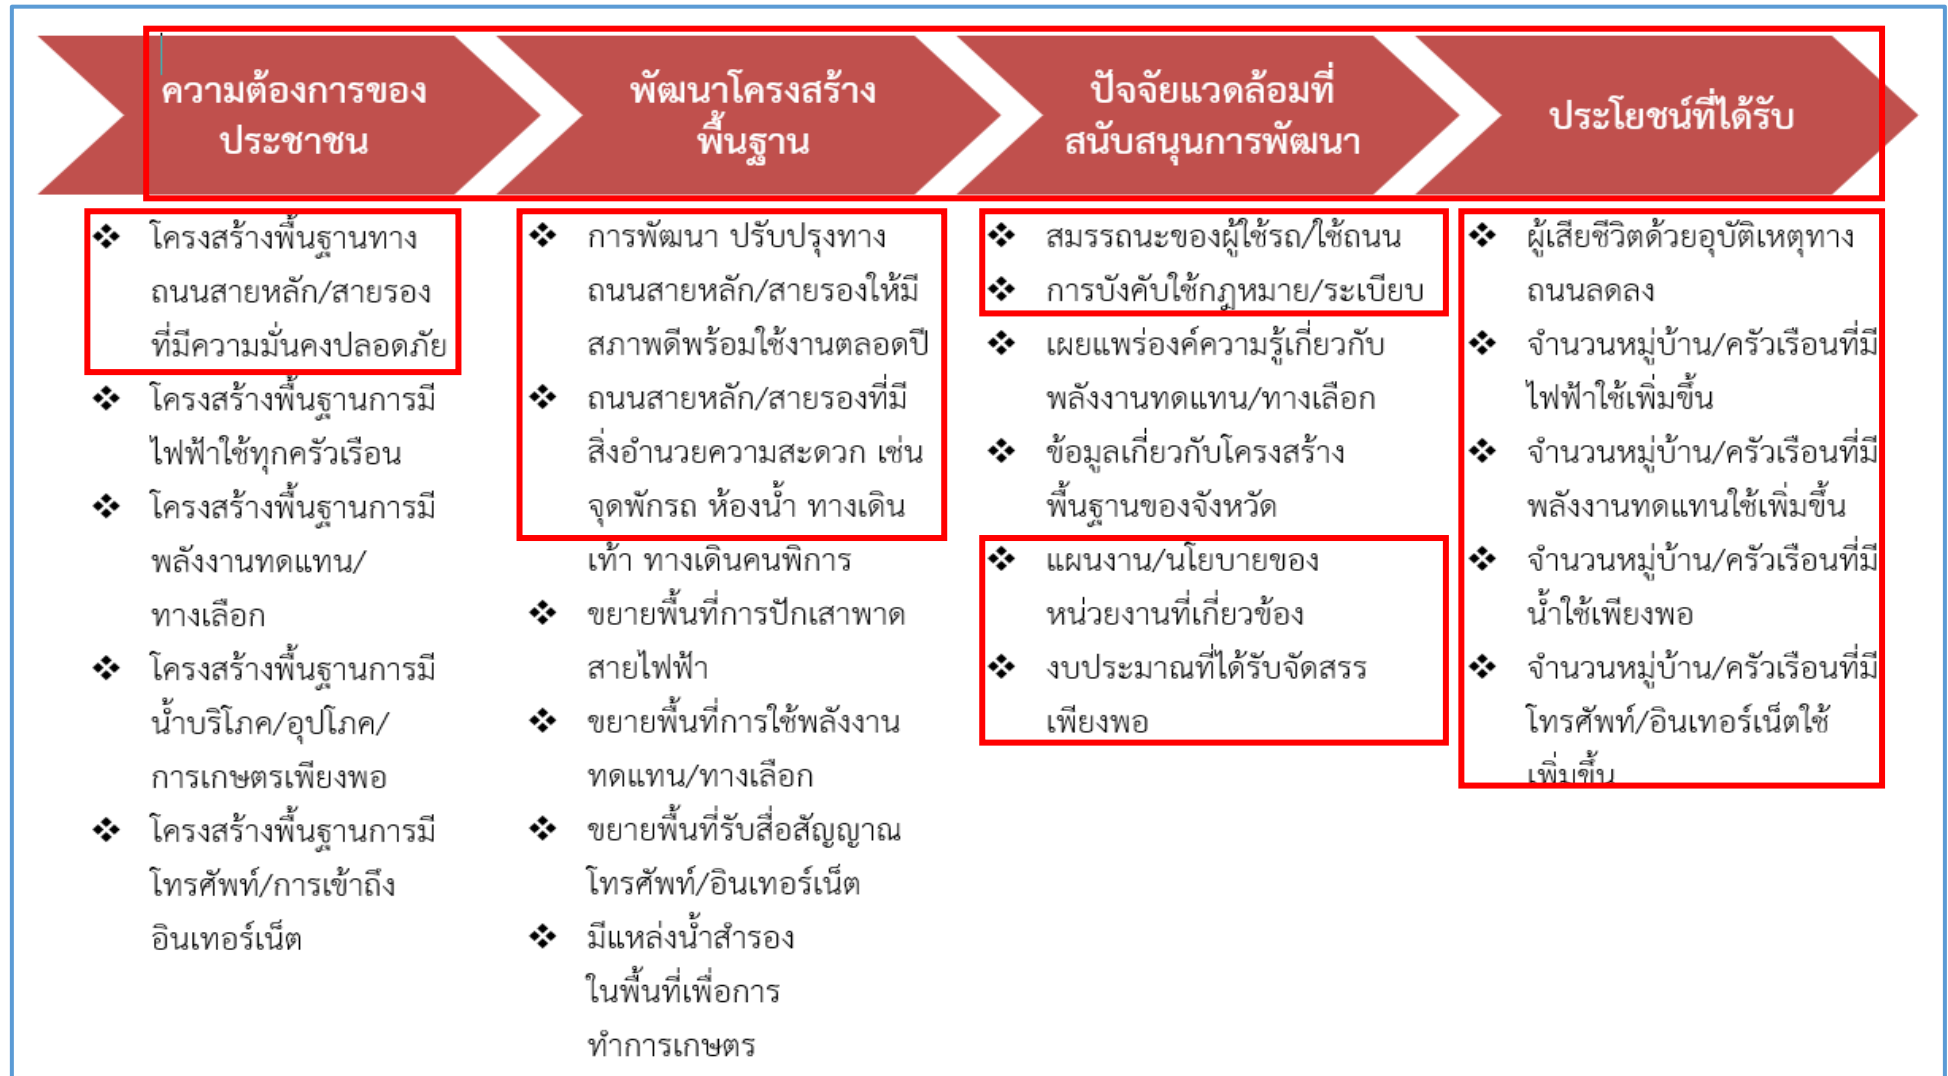 ความต้องการของ
ประชาชน
พัฒนาโครงสร้าง
พื้นฐาน
ปัจจัยแวดล้อมที่
สนับสนุนการพัฒนา
ประโยชน์ที่ได้รับ
❖ โครงสร้างพื้นฐานทาง
ถนนสายหลัก/สายรอง
ที่มีความมั่นคงปลอดภัย
❖ โครงสร้างพื้นฐานการมี
ไฟฟ้าใช้ทุกครัวเรือน
❖ โครงสร้างพื้นฐานการมี
พลังงานทดแทน/
ทางเลือก
❖ โครงสร้างพื้นฐานการมี
น้ำบริโภค/อุปโภค/
การเกษตรเพียงพอ
❖ โครงสร้างพื้นฐานการมี
โทรศัพท์/การเข้าถึง
อินเทอร์เน็ต
❖ การพัฒนา ปรับปรุงทาง
ถนนสายหลัก/สายรองให้มี
สภาพดีพร้อมใช้งานตลอดปี
❖ ถนนสายหลัก/สายรองที่มี
สิ่งอำนวยความสะดวก เช่น
จุดพักรถ ห้องน้ำ ทางเดิน
เท้า ทางเดินคนพิการ
❖ ขยายพื้นที่การปักเสาพาด
สายไฟฟ้า
❖ ขยายพื้นที่การใช้พลังงาน
ทดแทน/ทางเลือก
❖ ขยายพื้นที่รับสื่อสัญญาณ
โทรศัพท์/อินเทอร์เน็ต
❖ มีแหล่งน้ำสำรอง
ในพื้นที่เพื่อการ
ทำการเกษตร
❖ สมรรถนะของผู้ใช้รถ/ใช้ถนน
❖ การบังคับใช้กฎหมาย/ระเบียบ
❖ เผยแพร่องค์ความรู้เกี่ยวกับ
พลังงานทดแทน/ทางเลือก
❖ ข้อมูลเกี่ยวกับโครงสร้าง
พื้นฐานของจังหวัด
❖ แผนงาน/นโยบายของ
หน่วยงานที่เกี่ยวข้อง
❖ งบประมาณที่ได้รับจัดสรร
เพียงพอ
❖ ผู้เสียชีวิตด้วยอุบัติเหตุทาง
ถนนลดลง
❖ จำนวนหมู่บ้าน/ครัวเรือนที่มี
ไฟฟ้าใช้เพิ่มขึ้น
❖ จำนวนหมู่บ้าน/ครัวเรือนที่มี
พลังงานทดแทนใช้เพิ่มขึ้น
❖ จำนวนหมู่บ้าน/ครัวเรือนที่มี
น้ำใช้เพียงพอ
❖ จำนวนหมู่บ้าน/ครัวเรือนที่มี
โทรศัพท์/อินเทอร์เน็ตใช้
เพิ่มขึ้น